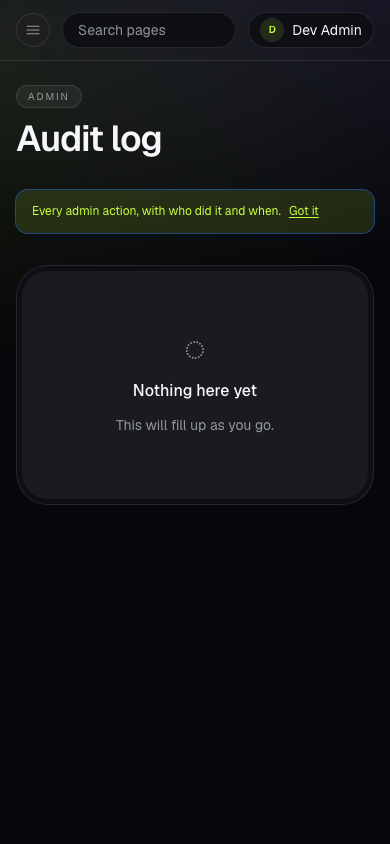 Search pages
D
Dev Admin
ADMIN
Audit log
Every admin action, with who did it and when. Got it
Nothing here yet
This will fill up as you go.